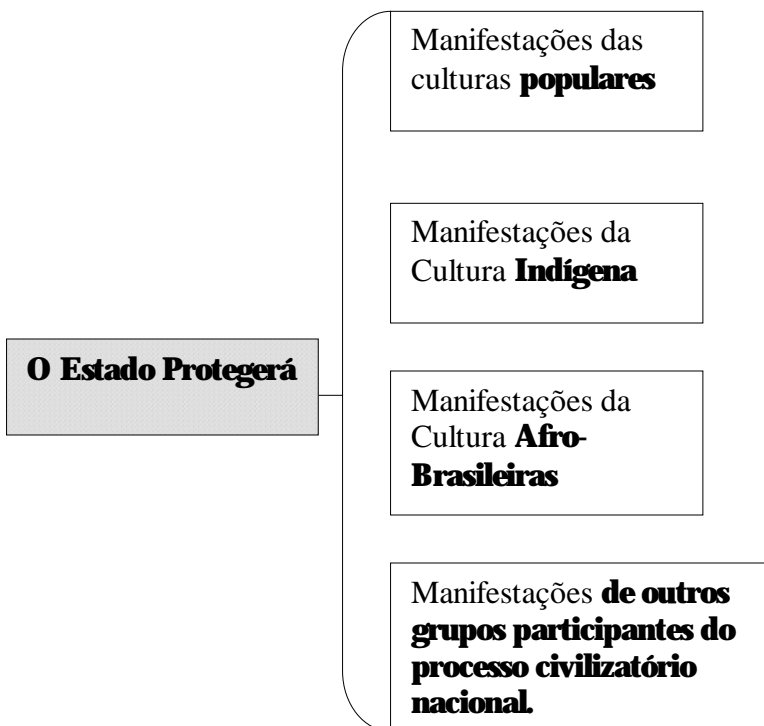 Manifestações das
culturas populares
Manifestações da
Cultura Indígena
O Estado Protegerá
Manifestações da
Cultura Afro-
Brasileiras
Manifestações de outros
grupos participantes do
processo civilizatório
nacional.